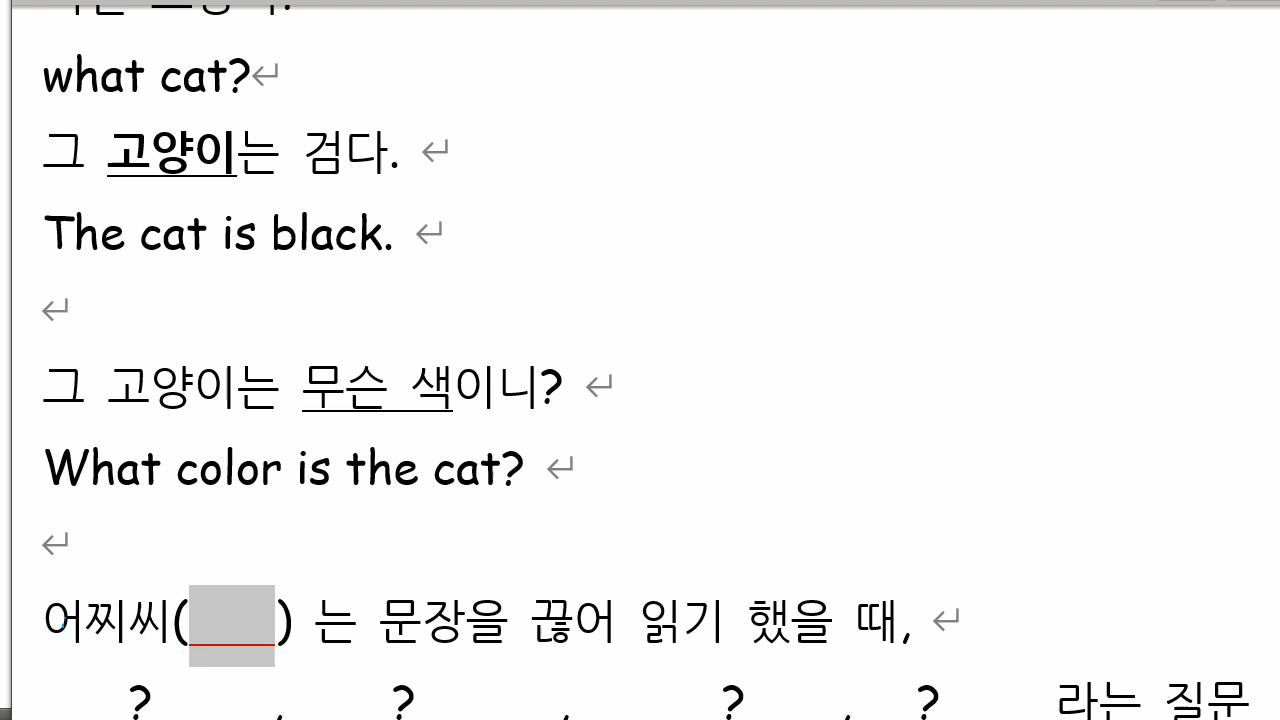 what cat?
그 고양이는 검다.
The cat is black.
그 고양이는 무슨 색이니?
What color is the cat?
어찌씨( ) 는 문장을 끊어 읽기 했을 때,
? , ? , ? , ? 라는 질문